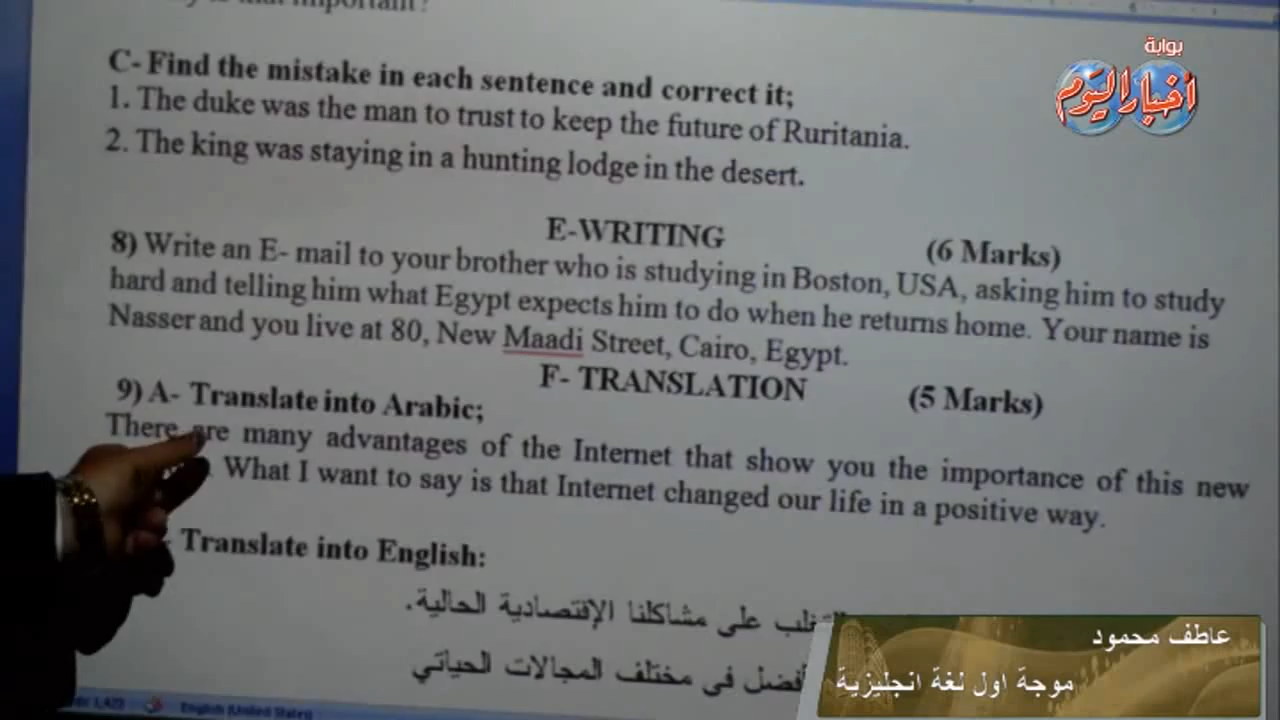 that important?
C- Find the mistake in each sentence and correct it;
1. The duke was the man to trust to keep the future of Ruritania.
2. The king was staying in a hunting lodge in the desert.
E-WRITING (6 Marks)
8) Write an E- mail to your brother who is studying in Boston, USA, asking him to study
hard and telling him what Egypt expects him to do when he returns home. Your name is
Nasser and you live at 80, New Maadi Street, Cairo, Egypt.
F- TRANSLATION (5 Marks)
9) A- Translate into Arabic;
There are many advantages of the Internet that show you the importance of this new
What I want to say is that Internet changed our life in a positive way.
Translate into English:
على مشاكلنا الإقتصادية الحالية.
أفضل في مختلف المجالات الحياتي
English (United States)
بوابة
أخبار اليوم
عاطف محمود
موجة اول لغة انجليزية